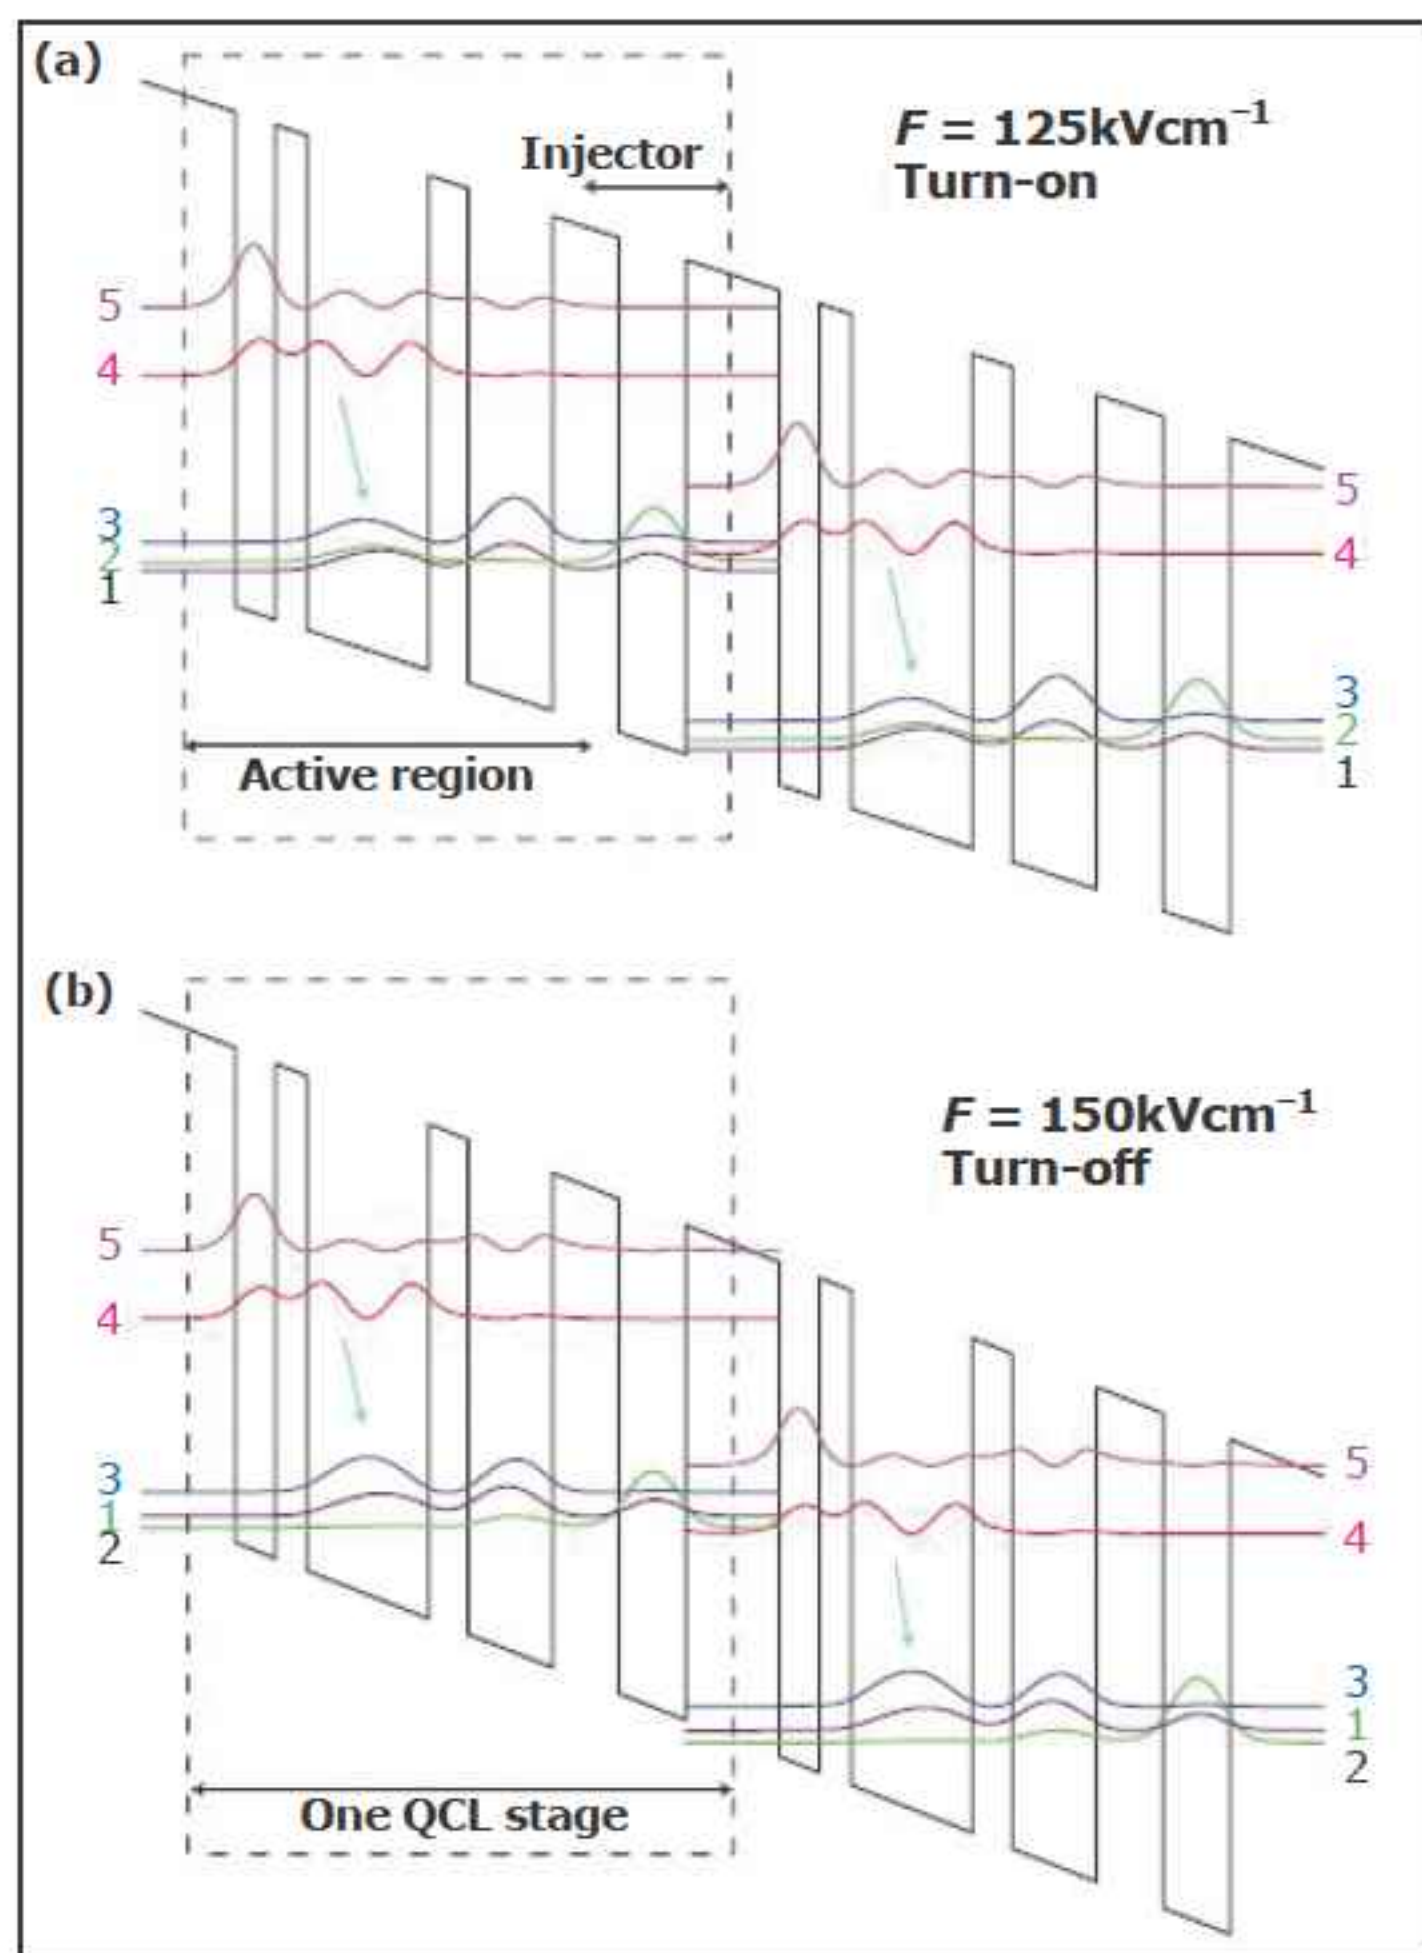 (a)
F = 125kVcm⁻¹
Turn-on
Injector
5
4
3
2
1
5
4
3
2
1
Active region
(b)
F = 150kVcm⁻¹
Turn-off
5
4
3
1
2
5
4
3
1
2
One QCL stage